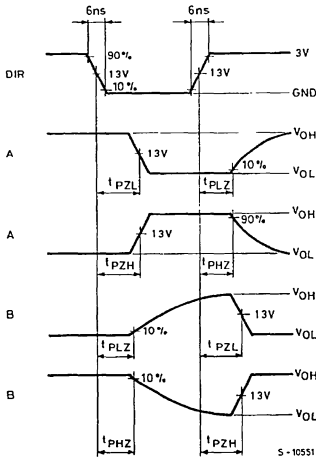 6ns 6ns
DIR 90% 13V 10% 3V GND
A 13V 10% VOH VOL
tPZL tPLZ
A 13V 90% VOH VOL
tPZH tPHZ
B 10% 13V VOH VOL
tPLZ tPZL
B 10% 13V VOH VOL
tPHZ tPZH
S-10551